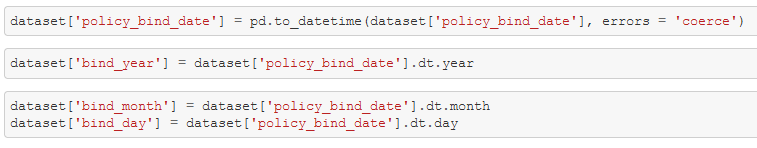 dataset['policy_bind_date'] = pd.to_datetime(dataset['policy_bind_date'], errors = 'coerce')
dataset['bind_year'] = dataset['policy_bind_date'].dt.year
dataset['bind_month'] = dataset['policy_bind_date'].dt.month
dataset['bind_day'] = dataset['policy_bind_date'].dt.day